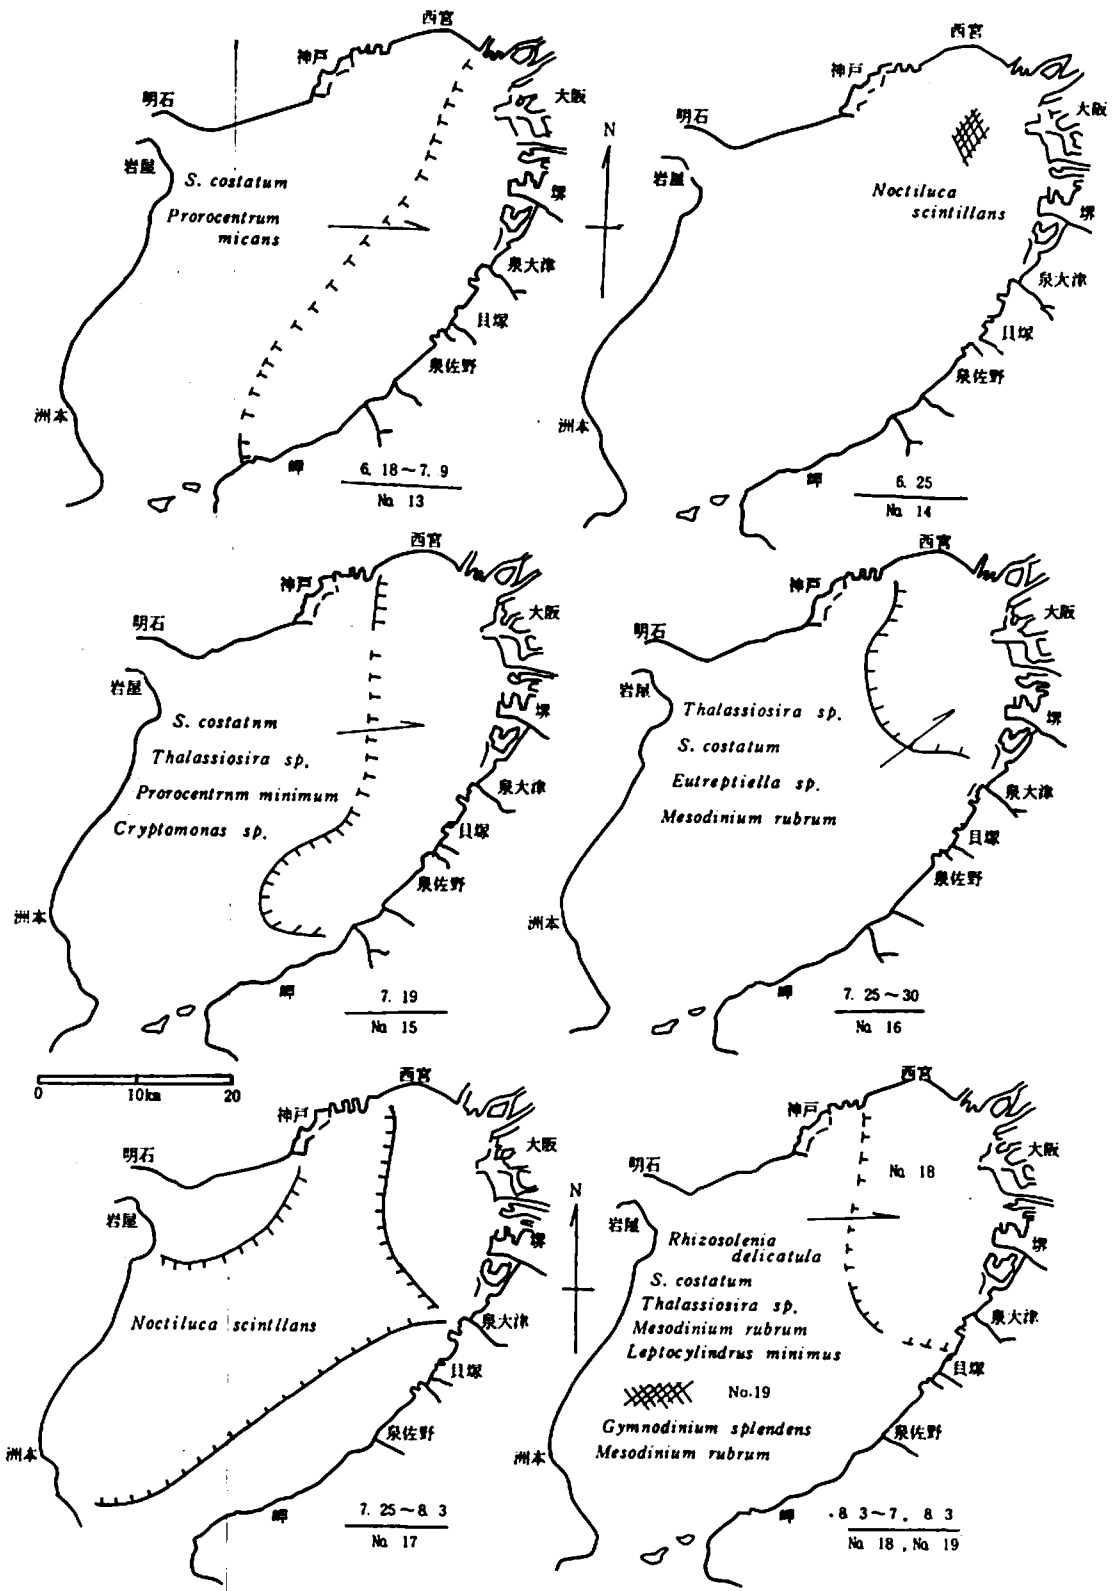 西宮
神戸
明石
大阪
岩屋
S. costatum
Prorocentrum
micans
堺
泉大津
貝塚
泉佐野
洲本
岬
6. 18～7. 9
No. 13
N
西宮
神戸
明石
大阪
岩屋
Noctiluca
scintillans
堺
泉大津
貝塚
泉佐野
洲本
岬
6. 25
No. 14
西宮
神戸
明石
大阪
岩屋
S. costatnm
Thalassiosira sp.
Prorocentrnm minimum
Cryptomonas sp.
堺
泉大津
貝塚
泉佐野
洲本
岬
7. 19
No. 15
西宮
神戸
明石
大阪
岩屋
Thalassiosira sp.
S. costatum
Eutreptiella sp.
Mesodinium rubrum
堺
泉大津
貝塚
泉佐野
洲本
岬
7. 25～30
No. 16
0 10km 20
西宮
神戸
明石
大阪
岩屋
堺
Noctiluca scintllans
泉大津
貝塚
泉佐野
洲本
岬
7. 25～8. 3
No. 17
N
西宮
神戸
明石
大阪
No. 18
岩屋
Rhizosolenia
delicatula
S. costatum
Thalassiosira sp.
Mesodinium rubrum
Leptocylindrus minimus
堺
泉大津
貝塚
No.19
Gymnodinium splendens
Mesodinium rubrum
泉佐野
洲本
岬
8. 3～7, 8. 3
No. 18 , No. 19